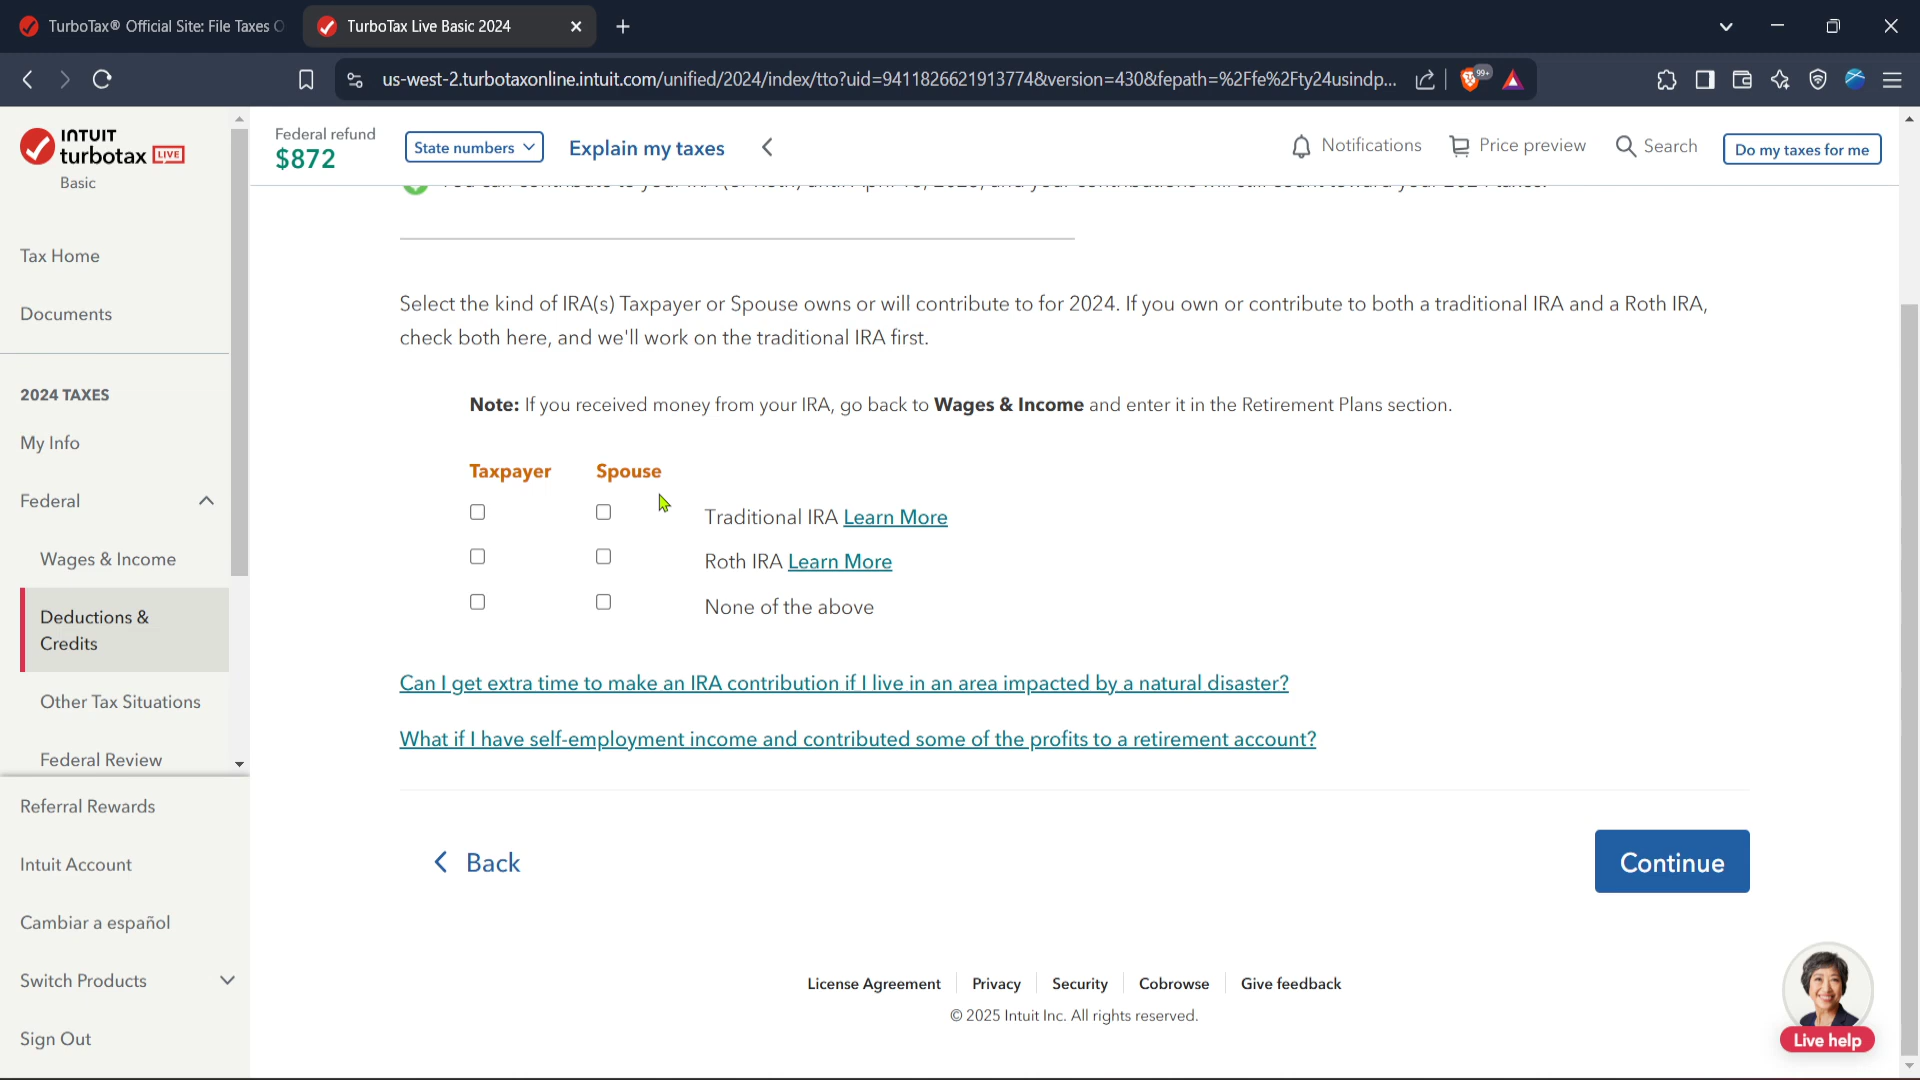 TurboTax® Official Site: File Taxes O
TurboTax Live Basic 2024
us-west-2.turbotaxonline.intuit.com/unified/2024/index/tto?uid=9411826621913774&version=430&fepath=%2Ffe%2Fty24usindp...
99+
INTUIT
turbotax LIVE
Basic
Federal refund
$872
State numbers
Explain my taxes
Notifications
Price preview
Search
Do my taxes for me
Tax Home
Documents
2024 TAXES
My Info
Federal
Wages & Income
Deductions &
Credits
Other Tax Situations
Federal Review
Referral Rewards
Intuit Account
Cambiar a español
Switch Products
Sign Out
Select the kind of IRA(s) Taxpayer or Spouse owns or will contribute to for 2024. If you own or contribute to both a traditional IRA and a Roth IRA,
check both here, and we'll work on the traditional IRA first.
Note: If you received money from your IRA, go back to Wages & Income and enter it in the Retirement Plans section.
Taxpayer Spouse
Traditional IRA Learn More
Roth IRA Learn More
None of the above
Can I get extra time to make an IRA contribution if I live in an area impacted by a natural disaster?
What if I have self-employment income and contributed some of the profits to a retirement account?
Back
Continue
License Agreement Privacy Security Cobrowse Give feedback
© 2025 Intuit Inc. All rights reserved.
Live help